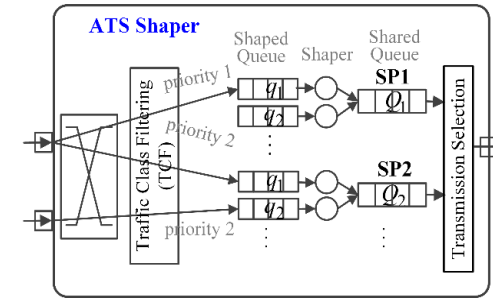 ATS Shaper
Shaped
Queue
Shaper
Shared
Queue
priority 1
q1
SP1
Q1
q2
priority 2
Traffic Class Filtering
(TCF)
q1
SP2
Q2
q2
priority 2
Transmission Selection